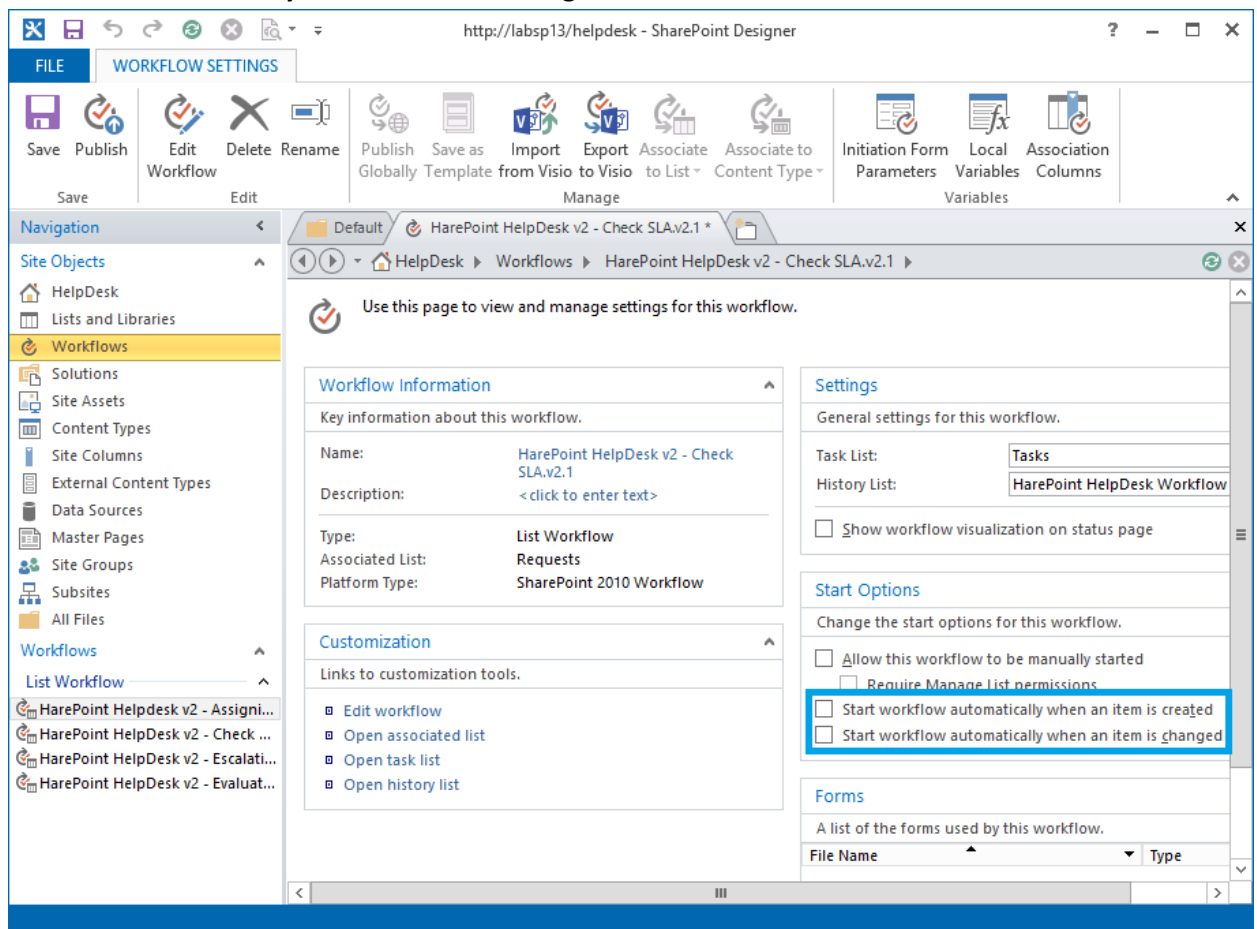 http://labsp13/helpdesk - SharePoint Designer
FILE WORKFLOW SETTINGS
Save Publish Edit Workflow Delete Rename Publish Globally Save as Template Import from Visio Export to Visio Associate to List Associate to Content Type Initiation Form Parameters Local Variables Association Columns
Save Edit Manage Variables
Navigation
Site Objects
HelpDesk
Lists and Libraries
Workflows
Solutions
Site Assets
Content Types
Site Columns
External Content Types
Data Sources
Master Pages
Site Groups
Subsites
All Files
Workflows
List Workflow
HarePoint Helpdesk v2 - Assigni...
HarePoint HelpDesk v2 - Check ...
HarePoint HelpDesk v2 - Escalati...
HarePoint HelpDesk v2 - Evaluat...
Default HarePoint HelpDesk v2 - Check SLA.v2.1 *
HelpDesk Workflows HarePoint HelpDesk v2 - Check SLA.v2.1
Use this page to view and manage settings for this workflow.
Workflow Information
Key information about this workflow.
Name: HarePoint HelpDesk v2 - Check
SLA.v2.1
Description: <click to enter text>
Type: List Workflow
Associated List: Requests
Platform Type: SharePoint 2010 Workflow
Customization
Links to customization tools.
Edit workflow
Open associated list
Open task list
Open history list
Settings
General settings for this workflow.
Task List: Tasks
History List: HarePoint HelpDesk Workflow
Show workflow visualization on status page
Start Options
Change the start options for this workflow.
Allow this workflow to be manually started
Require Manage List permissions
Start workflow automatically when an item is created
Start workflow automatically when an item is changed
Forms
A list of the forms used by this workflow.
File Name Type